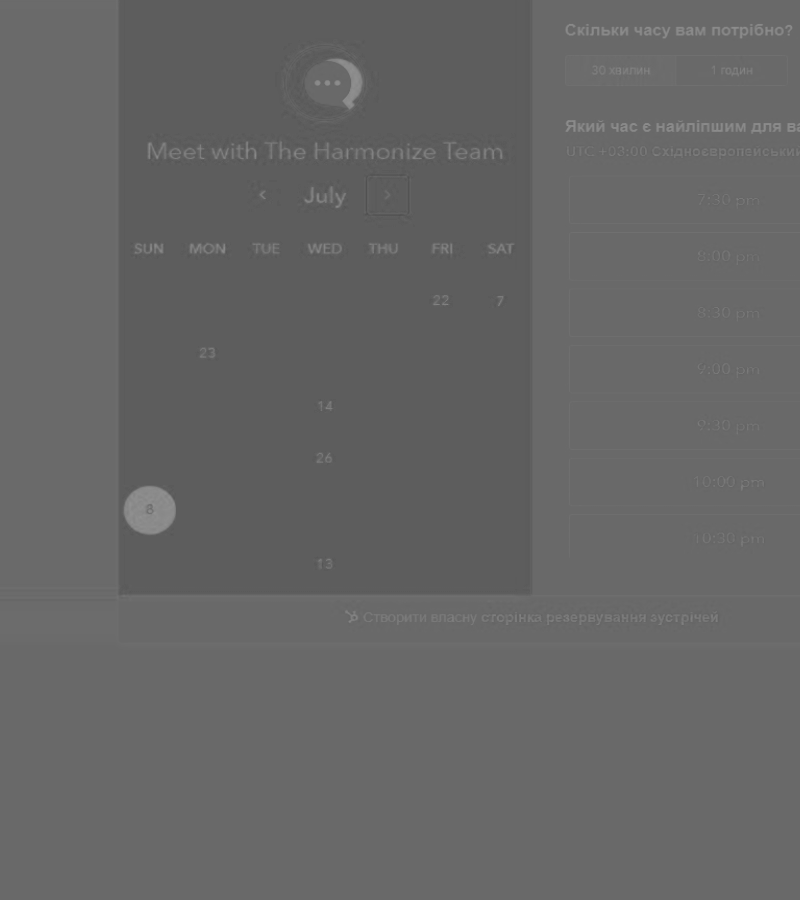 Meet with The Harmonize Team
July
SUN MON TUE WED THU FRI SAT
22 7
23
14
26
8
13
Скільки часу вам потрібно?
30 хвилин 1 годин
Який час є найліпшим для ва
UTC +03:00 Східноєвропейський
7:30 pm
8:00 pm
8:30 pm
9:00 pm
9:30 pm
10:00 pm
10:30 pm
Створити власну сторінка резервування зустрічей